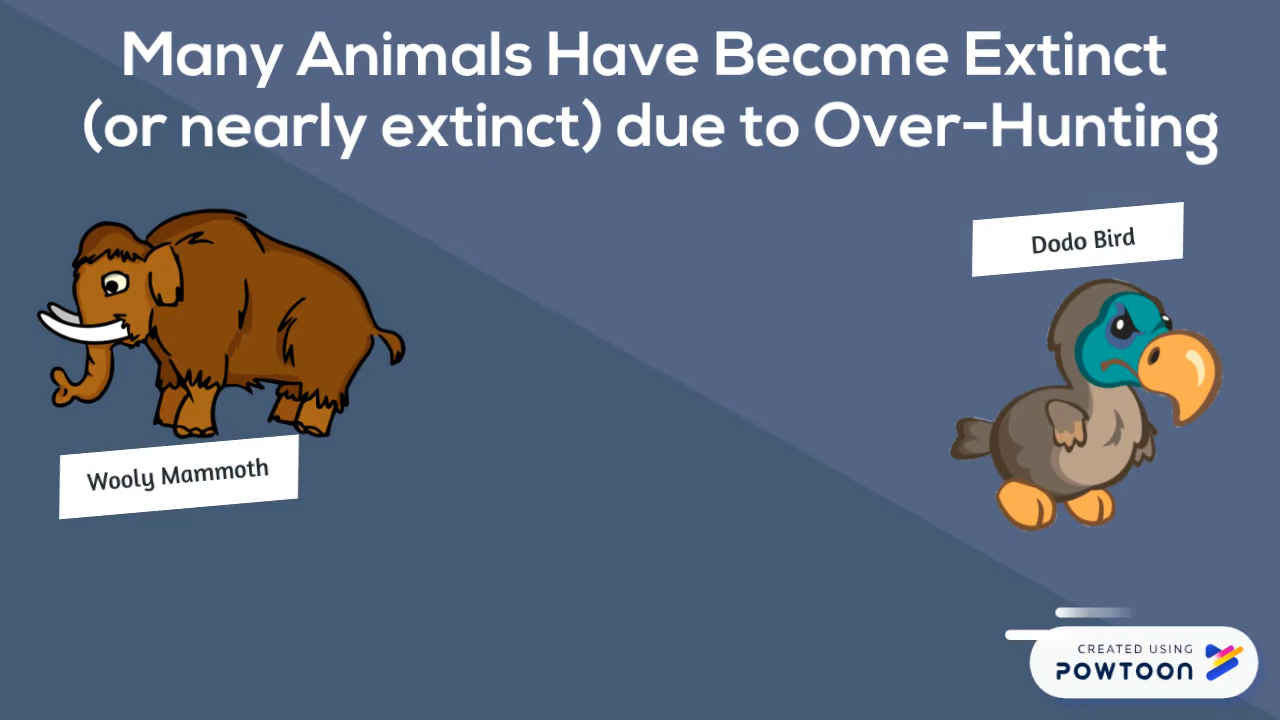 Many Animals Have Become Extinct
(or nearly extinct) due to Over-Hunting
Dodo Bird
Wooly Mammoth
CREATED USING
POWTOON